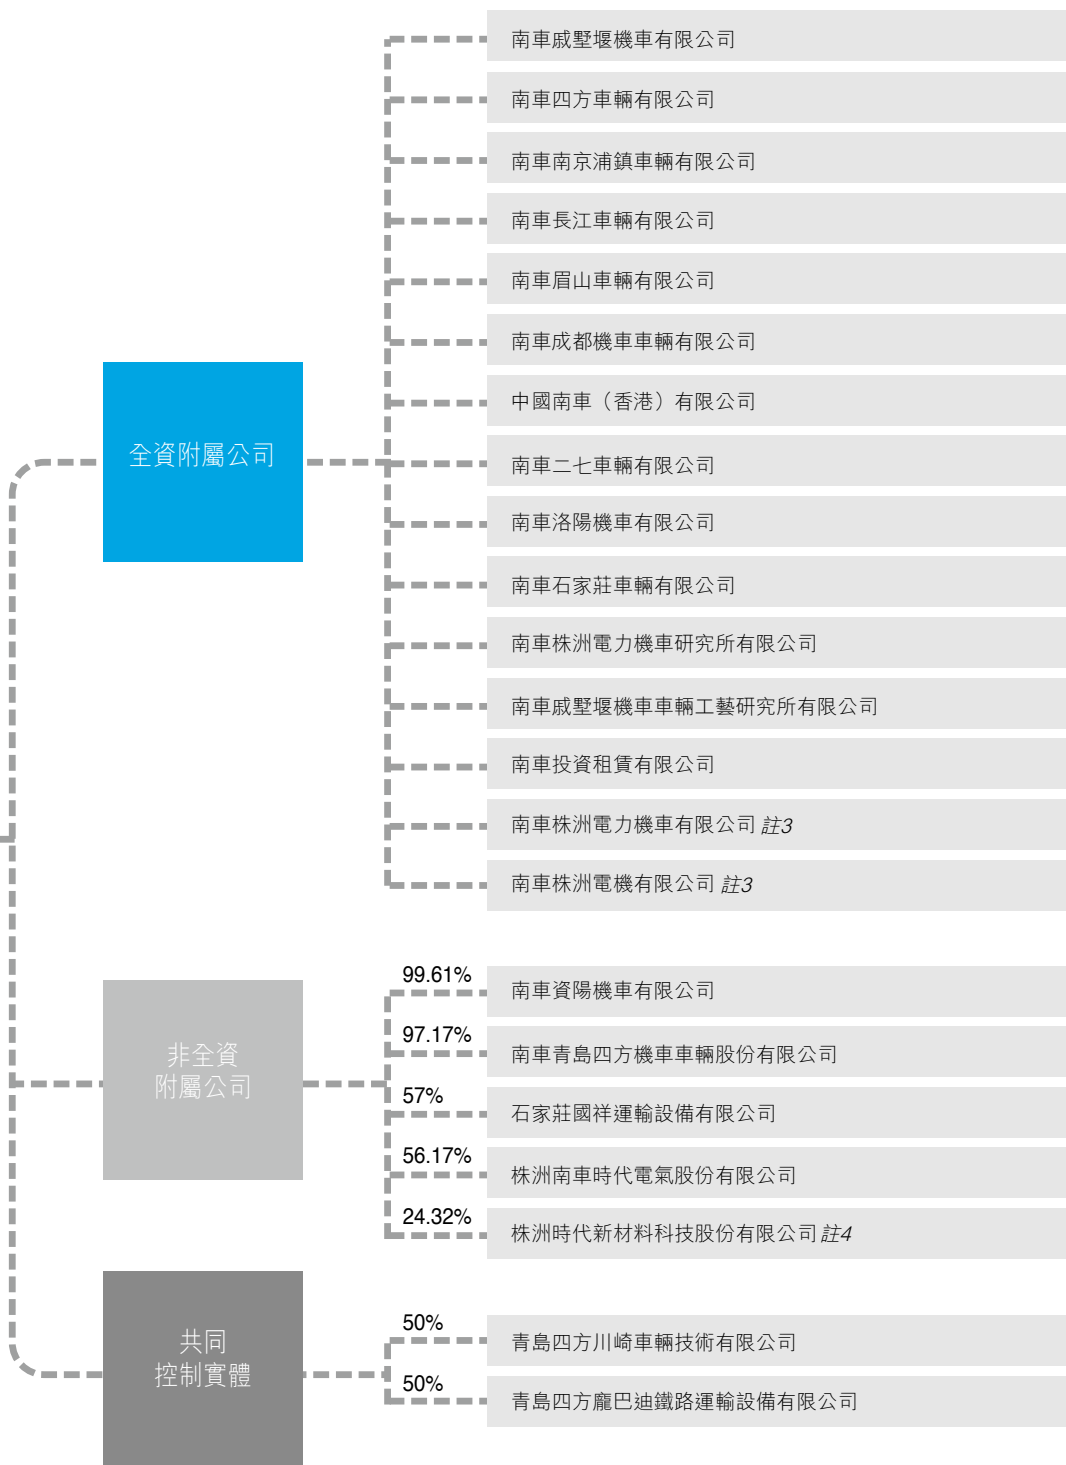 全資附屬公司
南車戚墅堰機車有限公司
南車四方車輛有限公司
南車南京浦鎮車輛有限公司
南車長江車輛有限公司
南車眉山車輛有限公司
南車成都機車車輛有限公司
中國南車（香港）有限公司
南車二七車輛有限公司
南車洛陽機車有限公司
南車石家莊車輛有限公司
南車株洲電力機車研究所有限公司
南車戚墅堰機車車輛工藝研究所有限公司
南車投資租賃有限公司
南車株洲電力機車有限公司 註3
南車株洲電機有限公司 註3
非全資
附屬公司
99.61%
南車資陽機車有限公司
97.17%
南車青島四方機車車輛股份有限公司
57%
石家莊國祥運輸設備有限公司
56.17%
株洲南車時代電氣股份有限公司
24.32%
株洲時代新材料科技股份有限公司 註4
共同
控制實體
50%
青島四方川崎車輛技術有限公司
50%
青島四方龐巴迪鐵路運輸設備有限公司